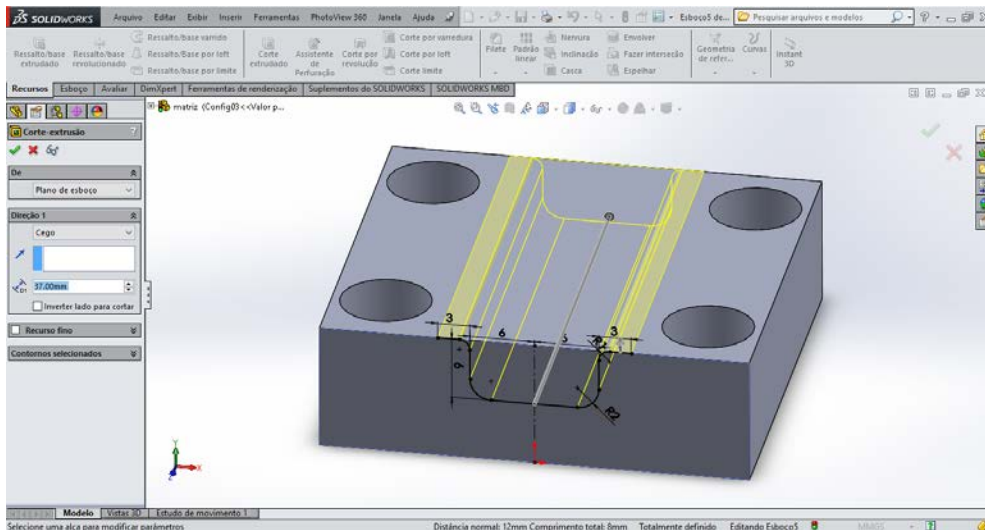 SOLIDWORKS Arquivo Editar Exibir Inserir Ferramentas PhotoView 360 Janela Ajuda Esboço5 de... Pesquisar arquivos e modelos
Ressalto/base extrudado
Ressalto/base revolucionado
Ressalto/base varrido
Ressalto/base por loft
Ressalto/base por limite
Corte extrudado
Assistente de Perfuração
Corte por revolução
Corte por varredura
Corte por loft
Corte limite
Filete
Padrão linear
Nervura
Inclinação
Casca
Envolver
Fazer interseção
Espelhar
Geometria de refer...
Curvas
Instant 3D
Recursos Esboço Avaliar DimXpert Ferramentas de renderização Suplementos do SOLIDWORKS SOLIDWORKS MBD
matriz (Config03<<Valor p...
Corte-extrusão ?
De
Plano de esboço
Direção 1
Cego
D1 37.00mm
Inverter lado para cortar
Recurso fino
Contornos selecionados
3
6
3
R2
Y
X
Z
Modelo Vistas 3D Estudo de movimento 1
Selecione uma alça para modificar parâmetros Distância normal: 12mm Comprimento total: 8mm Totalmente definido Editando Esboço5 MMGS